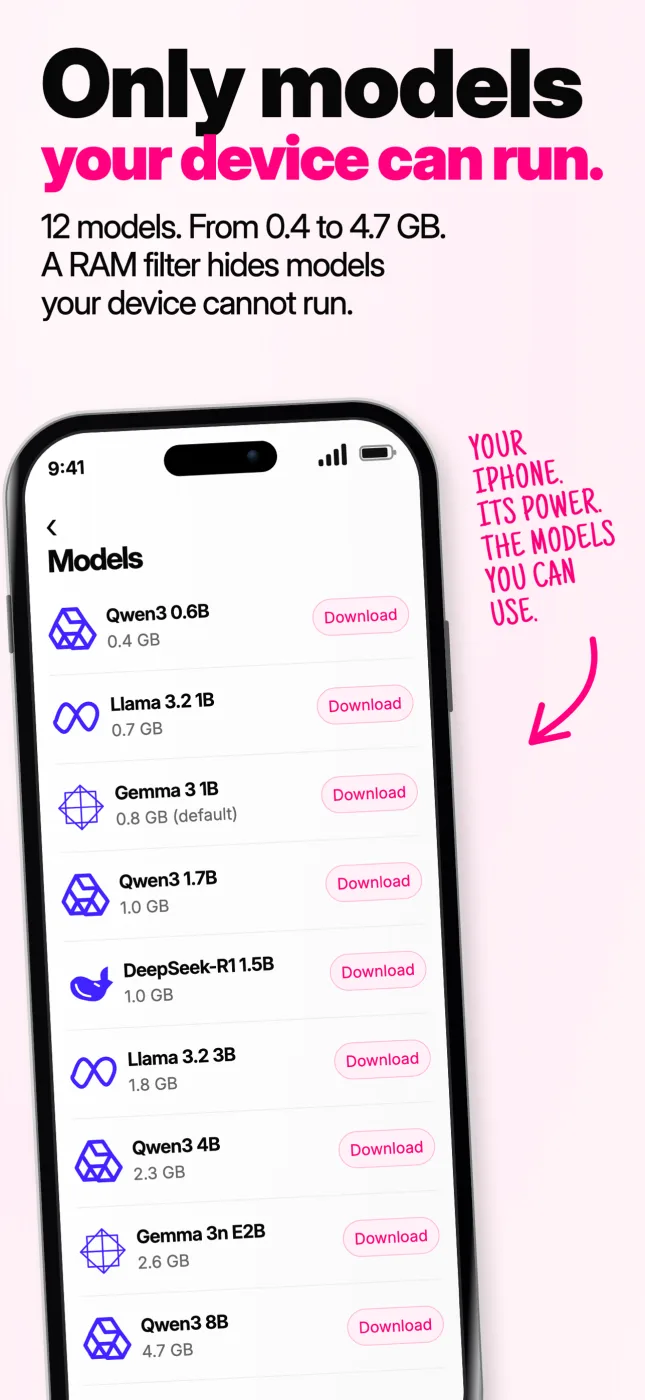 Only models
your device can run.
12 models. From 0.4 to 4.7 GB.
A RAM filter hides models
your device cannot run.
YOUR
IPHONE.
ITS POWER.
THE MODELS
YOU CAN
USE.
9:41
Models
Qwen3 0.6B
0.4 GB
Download
Llama 3.2 1B
0.7 GB
Download
Gemma 3 1B
0.8 GB (default)
Download
Qwen3 1.7B
1.0 GB
Download
DeepSeek-R1 1.5B
1.0 GB
Download
Llama 3.2 3B
1.8 GB
Download
Qwen3 4B
2.3 GB
Download
Gemma 3n E2B
2.6 GB
Download
Qwen3 8B
4.7 GB
Download